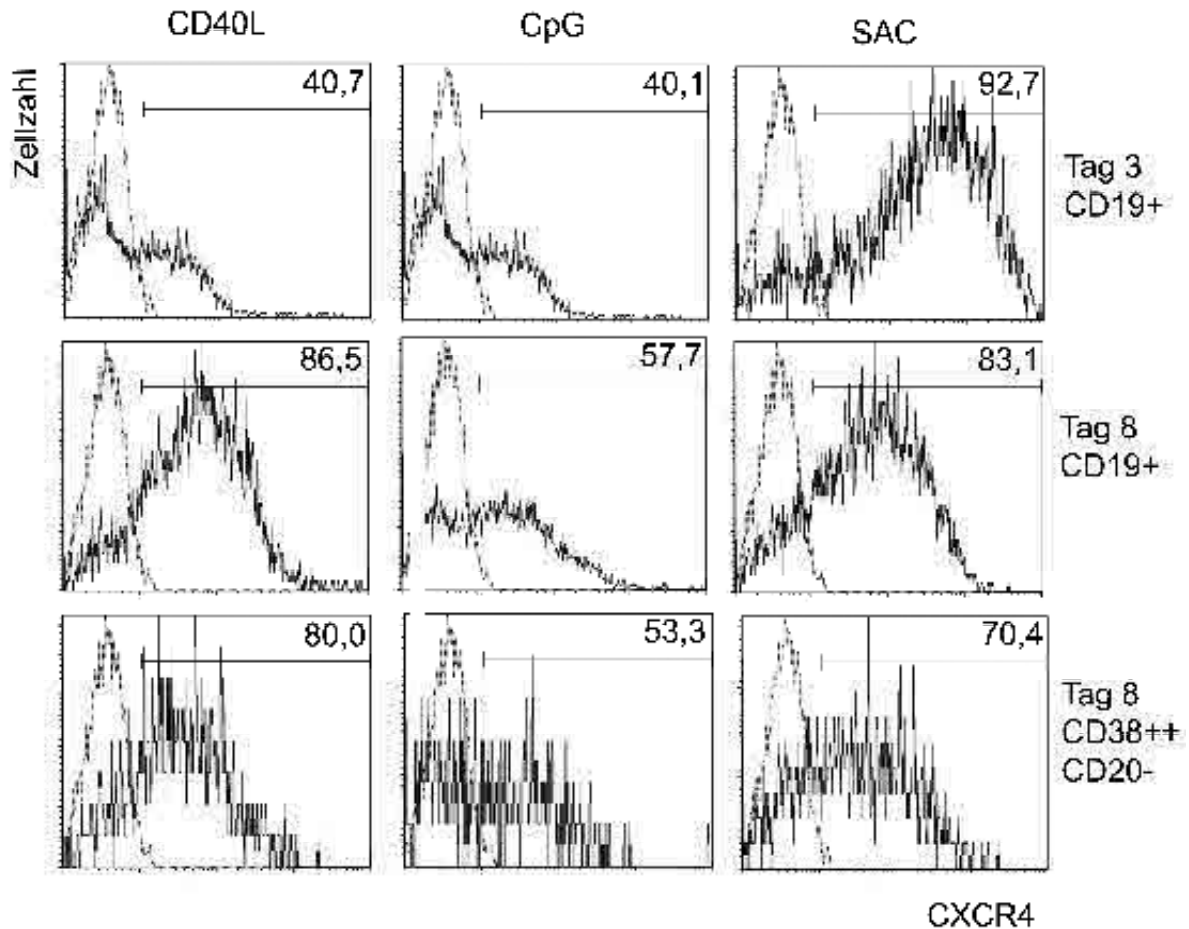 CD40L
CpG
SAC
Zellzahl
40,7
40,1
92,7
Tag 3
CD19+
86,5
57,7
83,1
Tag 8
CD19+
80,0
53,3
70,4
Tag 8
CD38++
CD20-
CXCR4